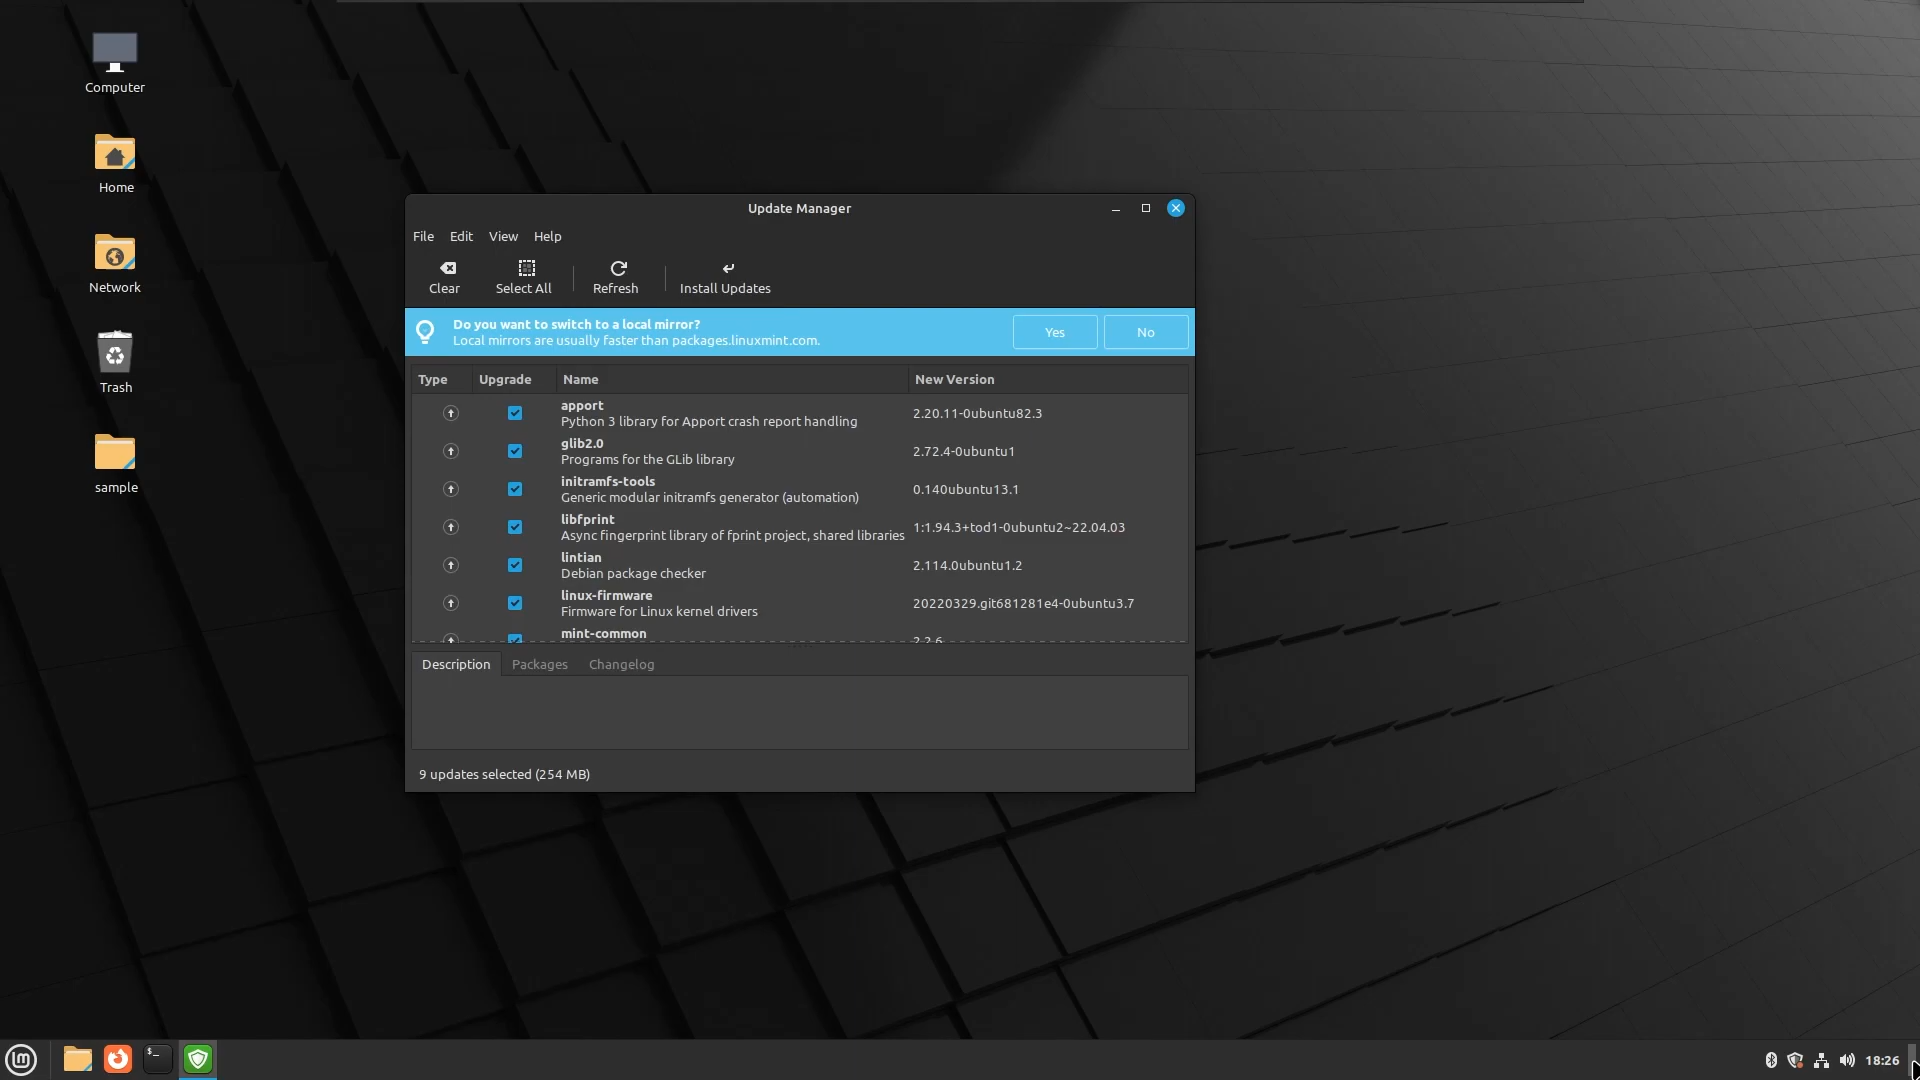 Computer
Home
Network
Trash
sample
Update Manager
File Edit View Help
Clear Select All Refresh Install Updates
Do you want to switch to a local mirror?
Local mirrors are usually faster than packages.linuxmint.com.
Yes No
Type Upgrade Name New Version
apport
Python 3 library for Apport crash report handling
2.20.11-0ubuntu82.3
glib2.0
Programs for the GLib library
2.72.4-0ubuntu1
initramfs-tools
Generic modular initramfs generator (automation)
0.140ubuntu13.1
libfprint
Async fingerprint library of fprint project, shared libraries
1:1.94.3+tod1-0ubuntu2~22.04.03
lintian
Debian package checker
2.114.0ubuntu1.2
linux-firmware
Firmware for Linux kernel drivers
20220329.git681281e4-0ubuntu3.7
mint-common
2.2.6
Description Packages Changelog
9 updates selected (254 MB)
lm
$_
18:26